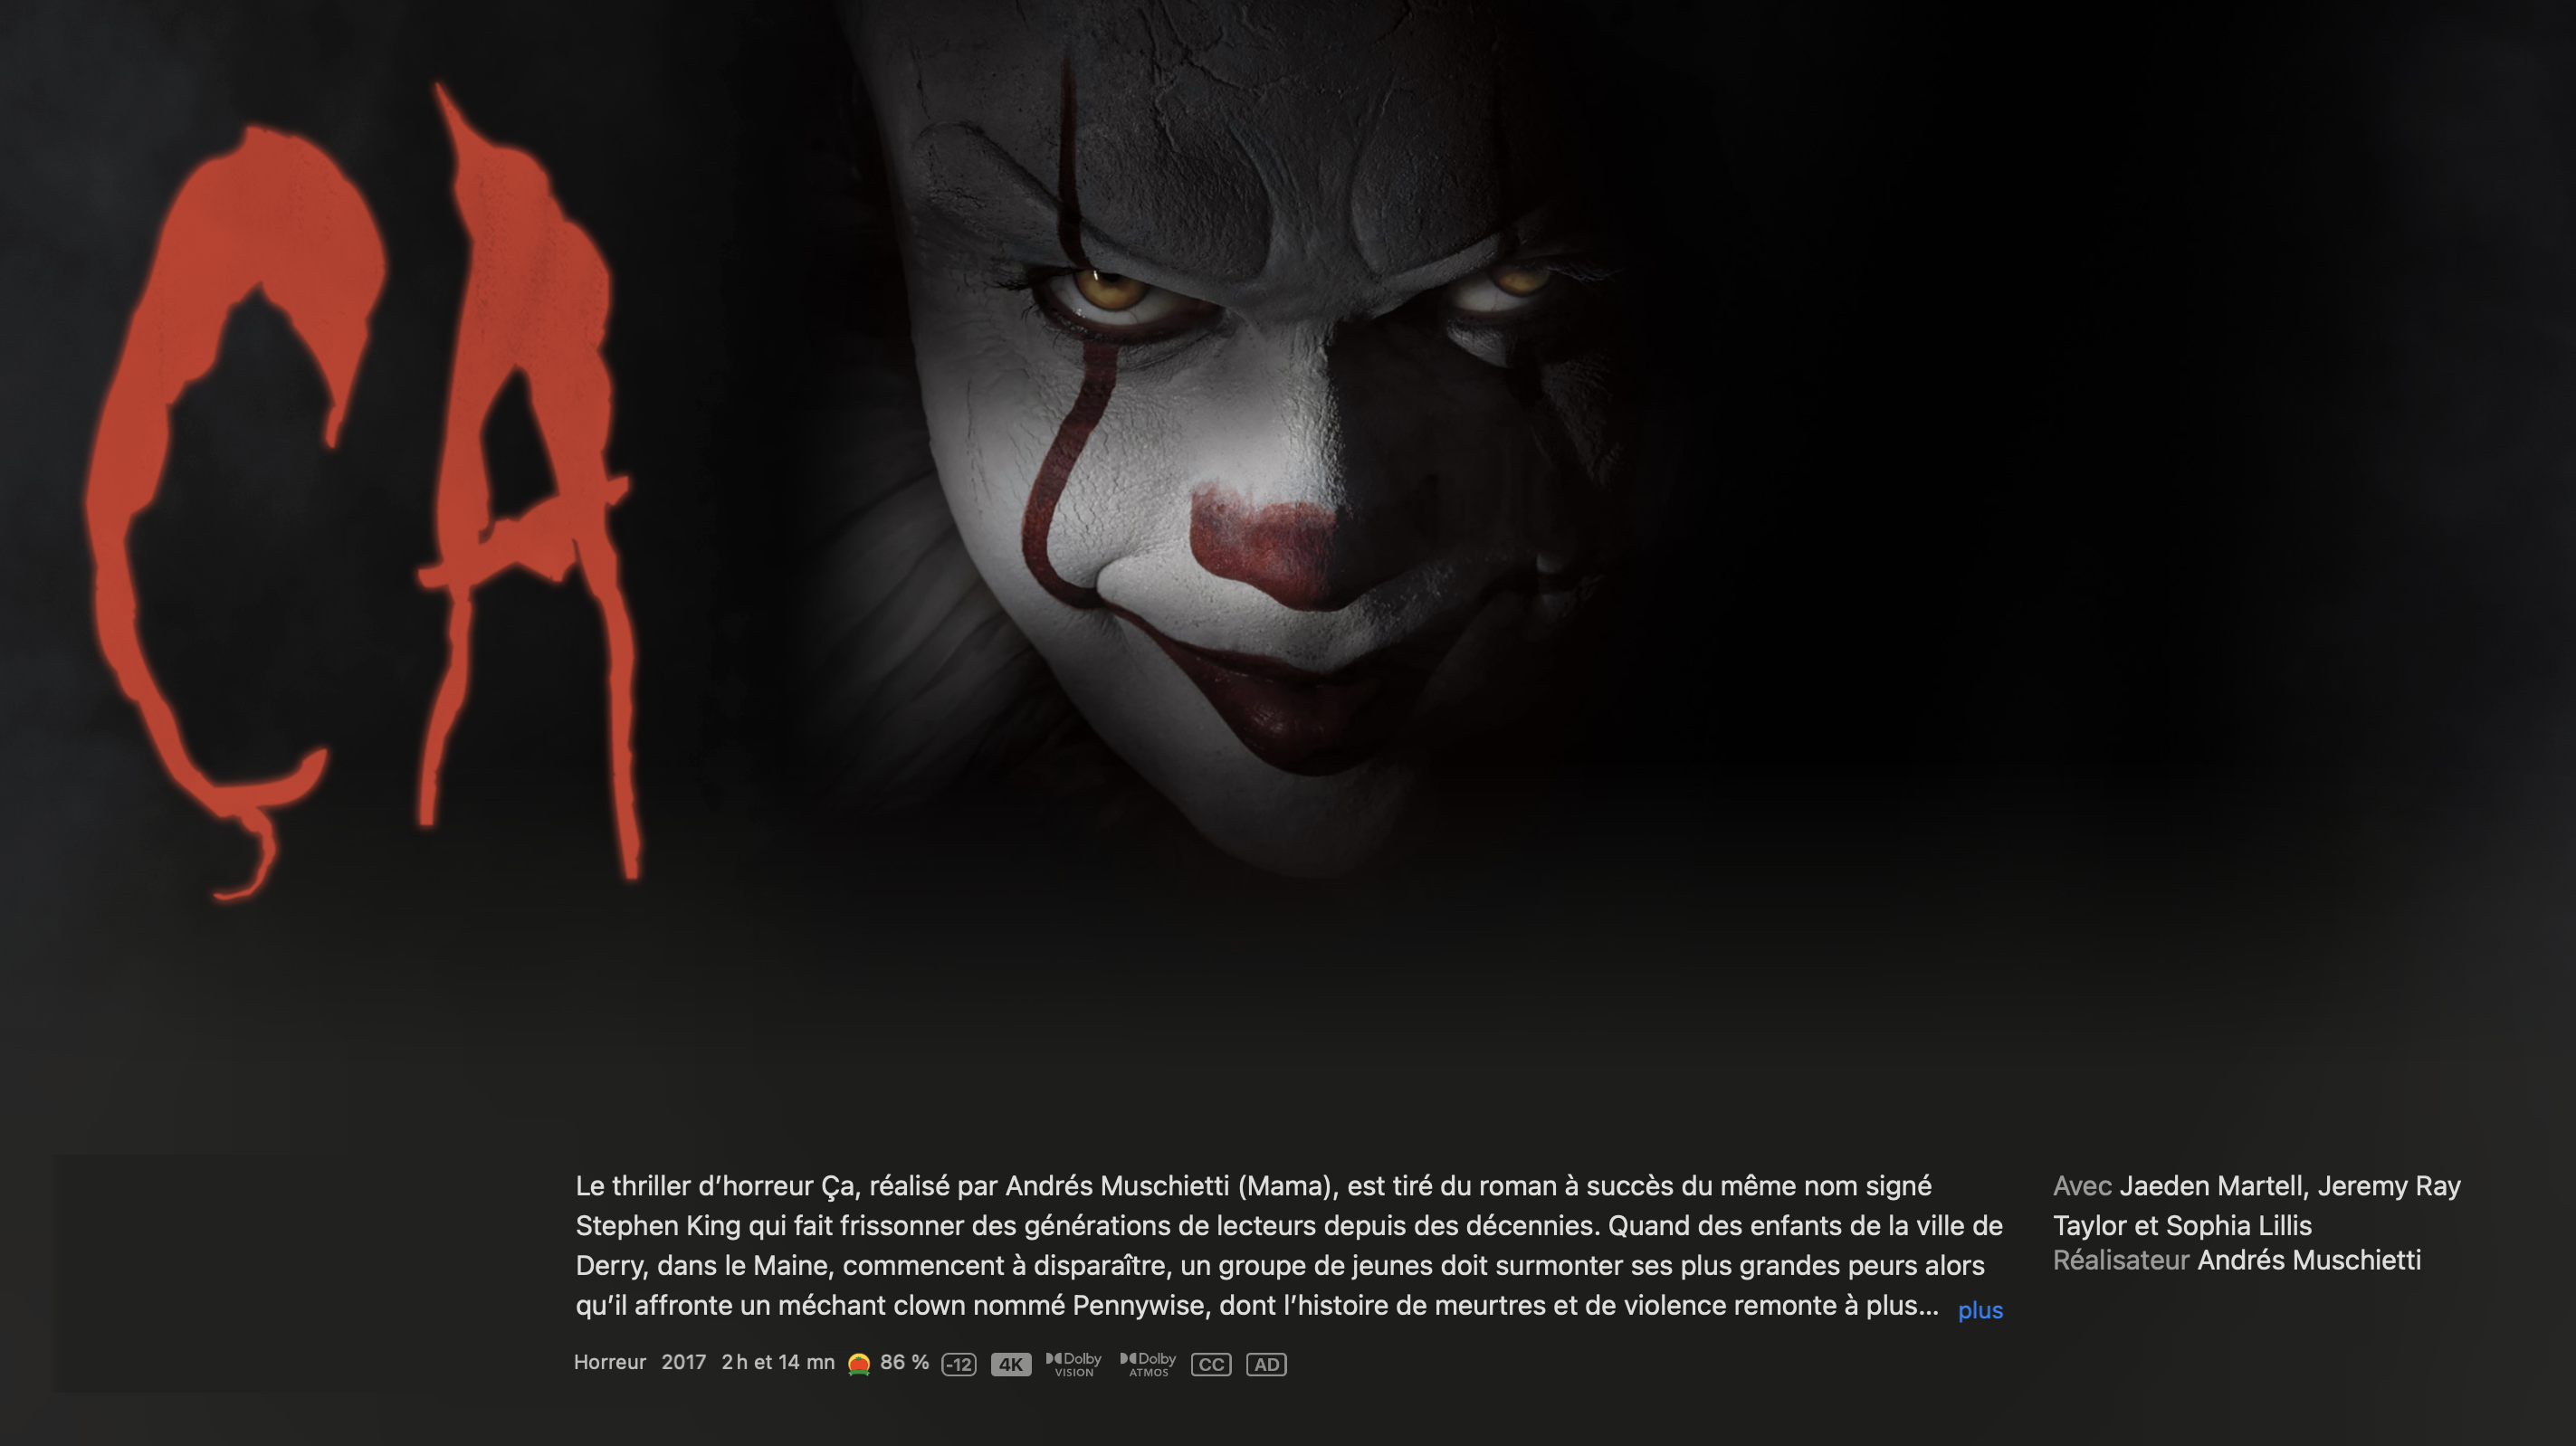 ÇA
Le thriller d’horreur Ça, réalisé par Andrés Muschietti (Mama), est tiré du roman à succès du même nom signé
Stephen King qui fait frissonner des générations de lecteurs depuis des décennies. Quand des enfants de la ville de
Derry, dans le Maine, commencent à disparaître, un groupe de jeunes doit surmonter ses plus grandes peurs alors
qu’il affronte un méchant clown nommé Pennywise, dont l’histoire de meurtres et de violence remonte à plus... plus
Horreur 2017 2 h et 14 mn 86 % -12 4K Dolby VISION Dolby ATMOS CC AD
Avec Jaeden Martell, Jeremy Ray
Taylor et Sophia Lillis
Réalisateur Andrés Muschietti